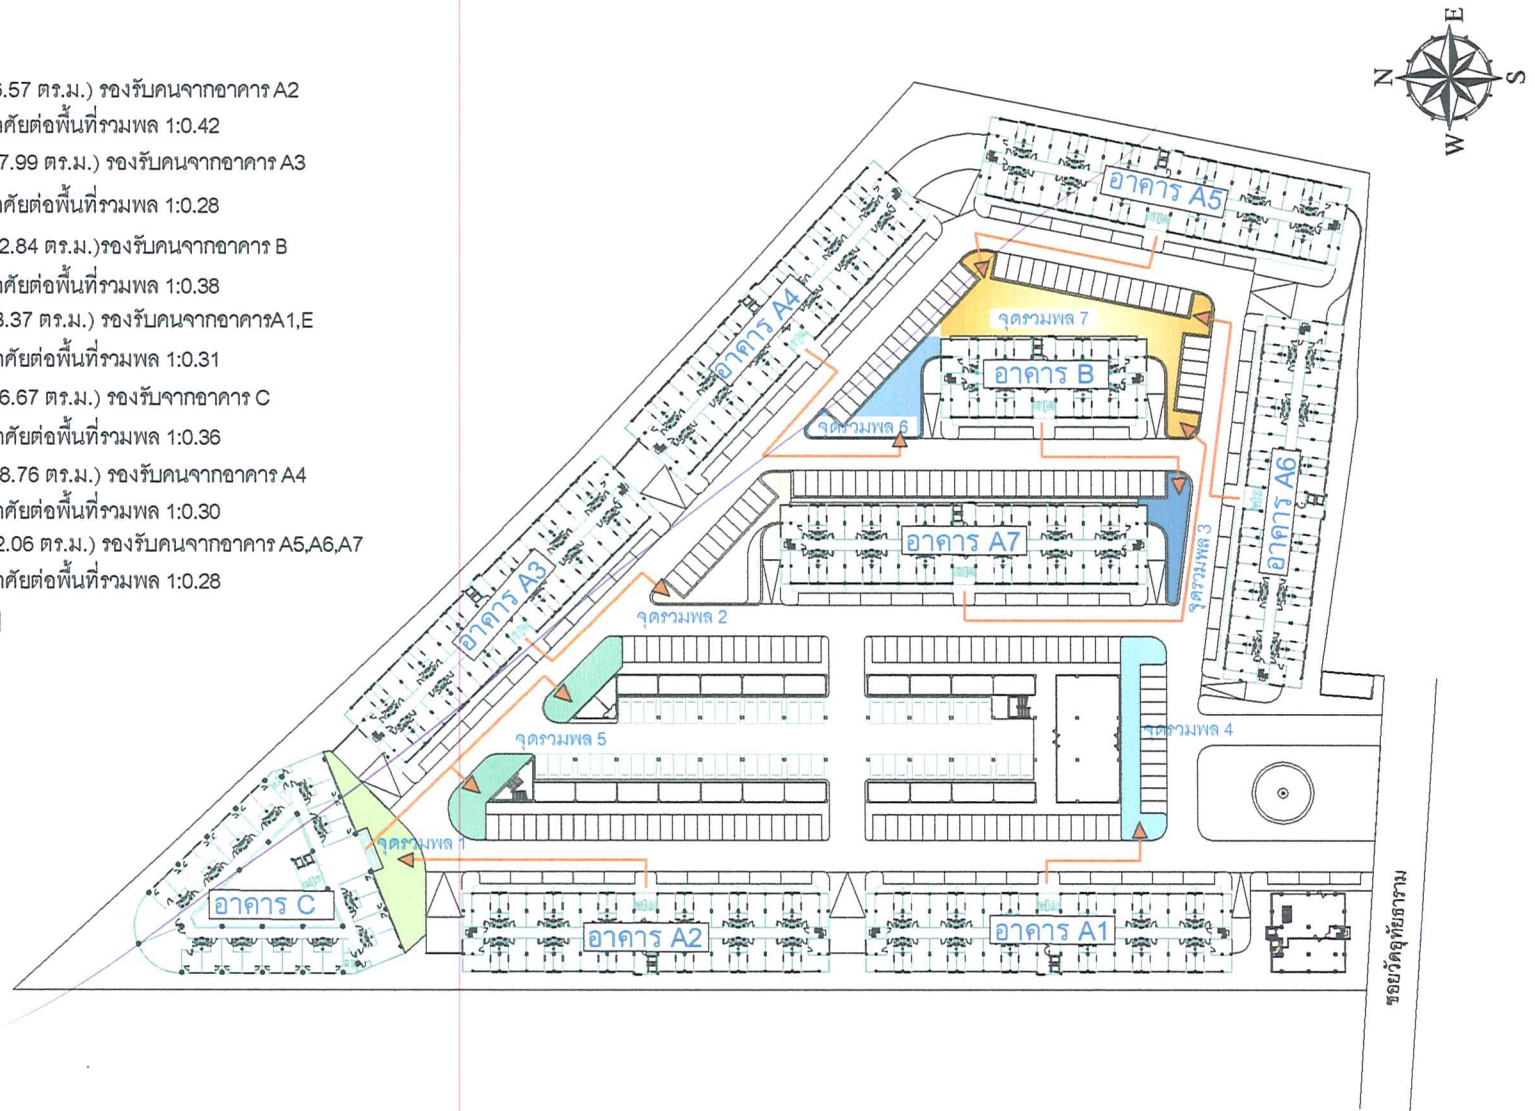 6.57 ตร.ม.) รองรับคนจากอาคาร A2
าศัยต่อพื้นที่รวมพล 1:0.42
7.99 ตร.ม.) รองรับคนจากอาคาร A3
าศัยต่อพื้นที่รวมพล 1:0.28
2.84 ตร.ม.)รองรับคนจากอาคาร B
าศัยต่อพื้นที่รวมพล 1:0.38
3.37 ตร.ม.) รองรับคนจากอาคารA1,E
าศัยต่อพื้นที่รวมพล 1:0.31
6.67 ตร.ม.) รองรับจากอาคาร C
าศัยต่อพื้นที่รวมพล 1:0.36
8.76 ตร.ม.) รองรับคนจากอาคาร A4
าศัยต่อพื้นที่รวมพล 1:0.30
2.06 ตร.ม.) รองรับคนจากอาคาร A5,A6,A7
าศัยต่อพื้นที่รวมพล 1:0.28
E
N
S
W
อาคาร A5
อาคาร A4
จุดรวมพล 7
อาคาร B
จุดรวมพล 6
อาคาร A6
อาคาร A7
จุดรวมพล 3
อาคาร A3
จุดรวมพล 2
จุดรวมพล 5
จุดรวมพล 4
จุดรวมพล 1
อาคาร C
อาคาร A2
อาคาร A1
ซอยวัดอุทัยธาราม